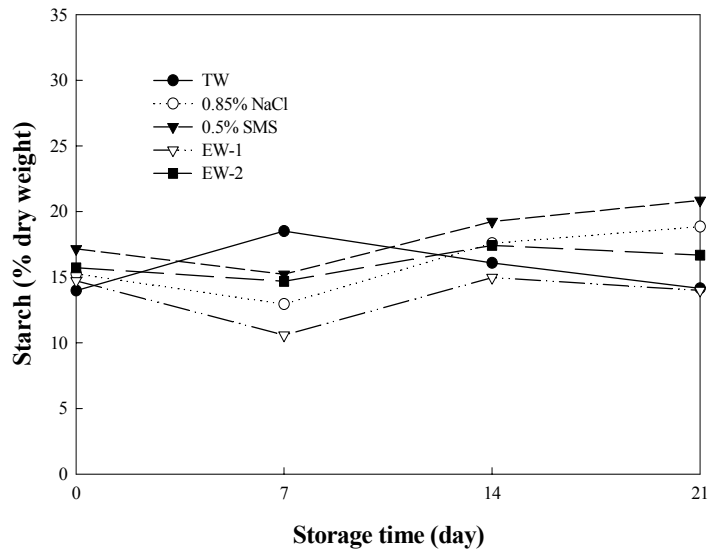 35
30
25
20
15
10
5
0
Starch (% dry weight)
TW
0.85% NaCl
0.5% SMS
EW-1
EW-2
0 7 14 21
Storage time (day)